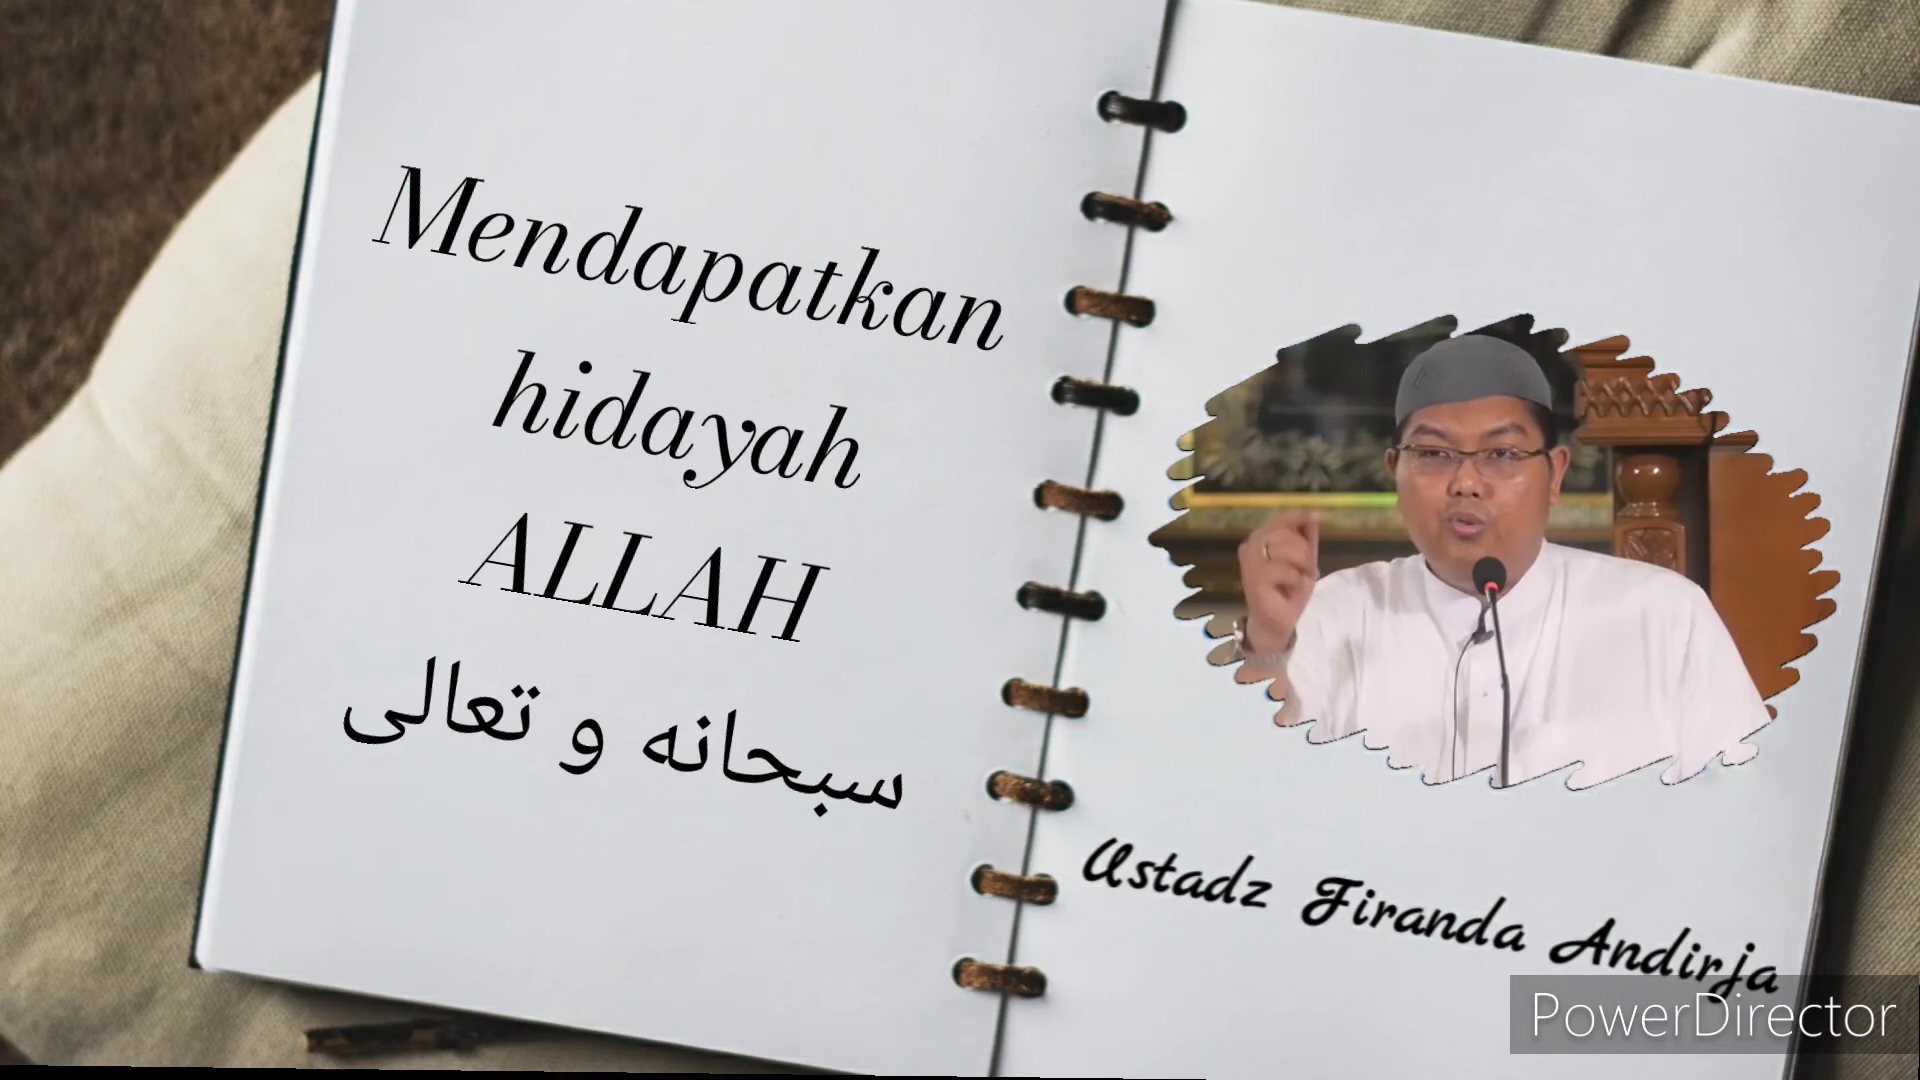 Mendapatkan
hidayah
ALLAH
سبحانه و تعالى
Ustadz Firanda Andirja
PowerDirector